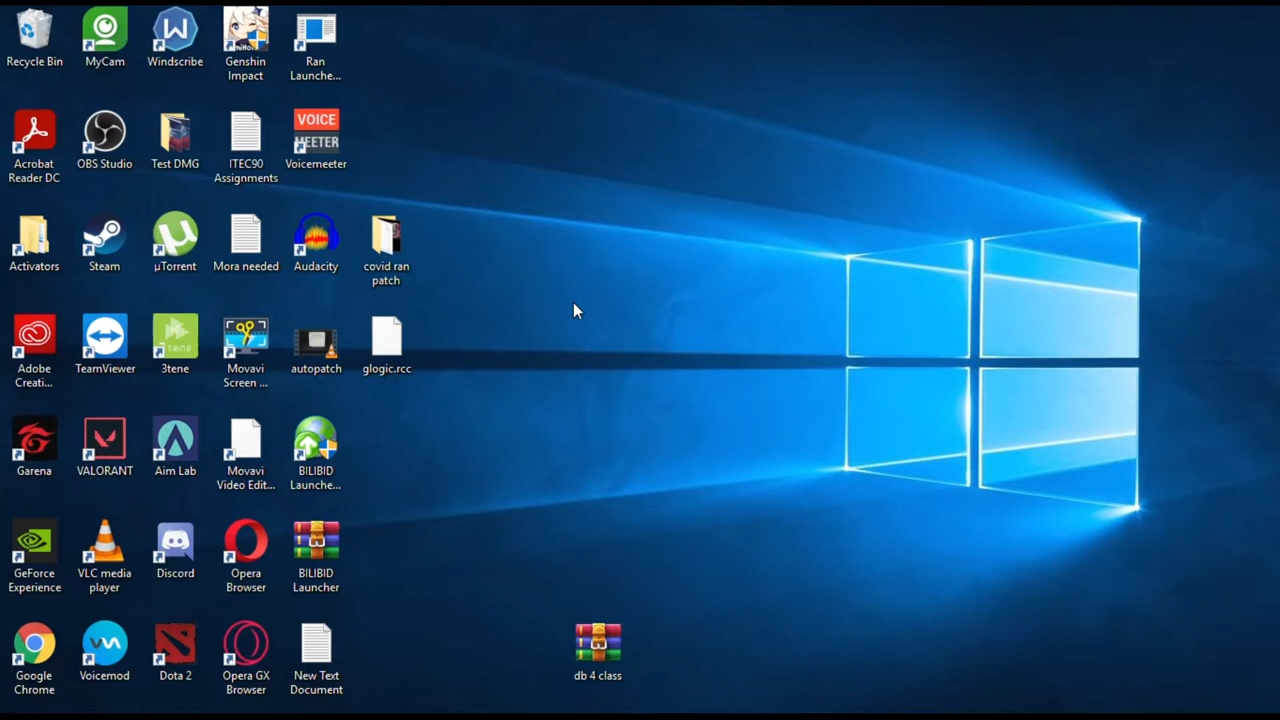 Recycle Bin
MyCam
Windscribe
Genshin
Impact
Ran
Launche...
Acrobat
Reader DC
OBS Studio
Test DMG
ITEC90
Assignments
VOICE
MEETER
Voicemeeter
Activators
Steam
µTorrent
Mora needed
Audacity
covid ran
patch
Adobe
Creati...
TeamViewer
3tene
3tene
Movavi
Screen ...
autopatch
glogic.rcc
Garena
VALORANT
Aim Lab
Movavi
Video Edit...
BILIBID
Launche...
GeForce
Experience
VLC media
player
Discord
Opera
Browser
BILIBID
Launcher
Google
Chrome
Voicemod
Dota 2
Opera GX
Browser
New Text
Document
db 4 class